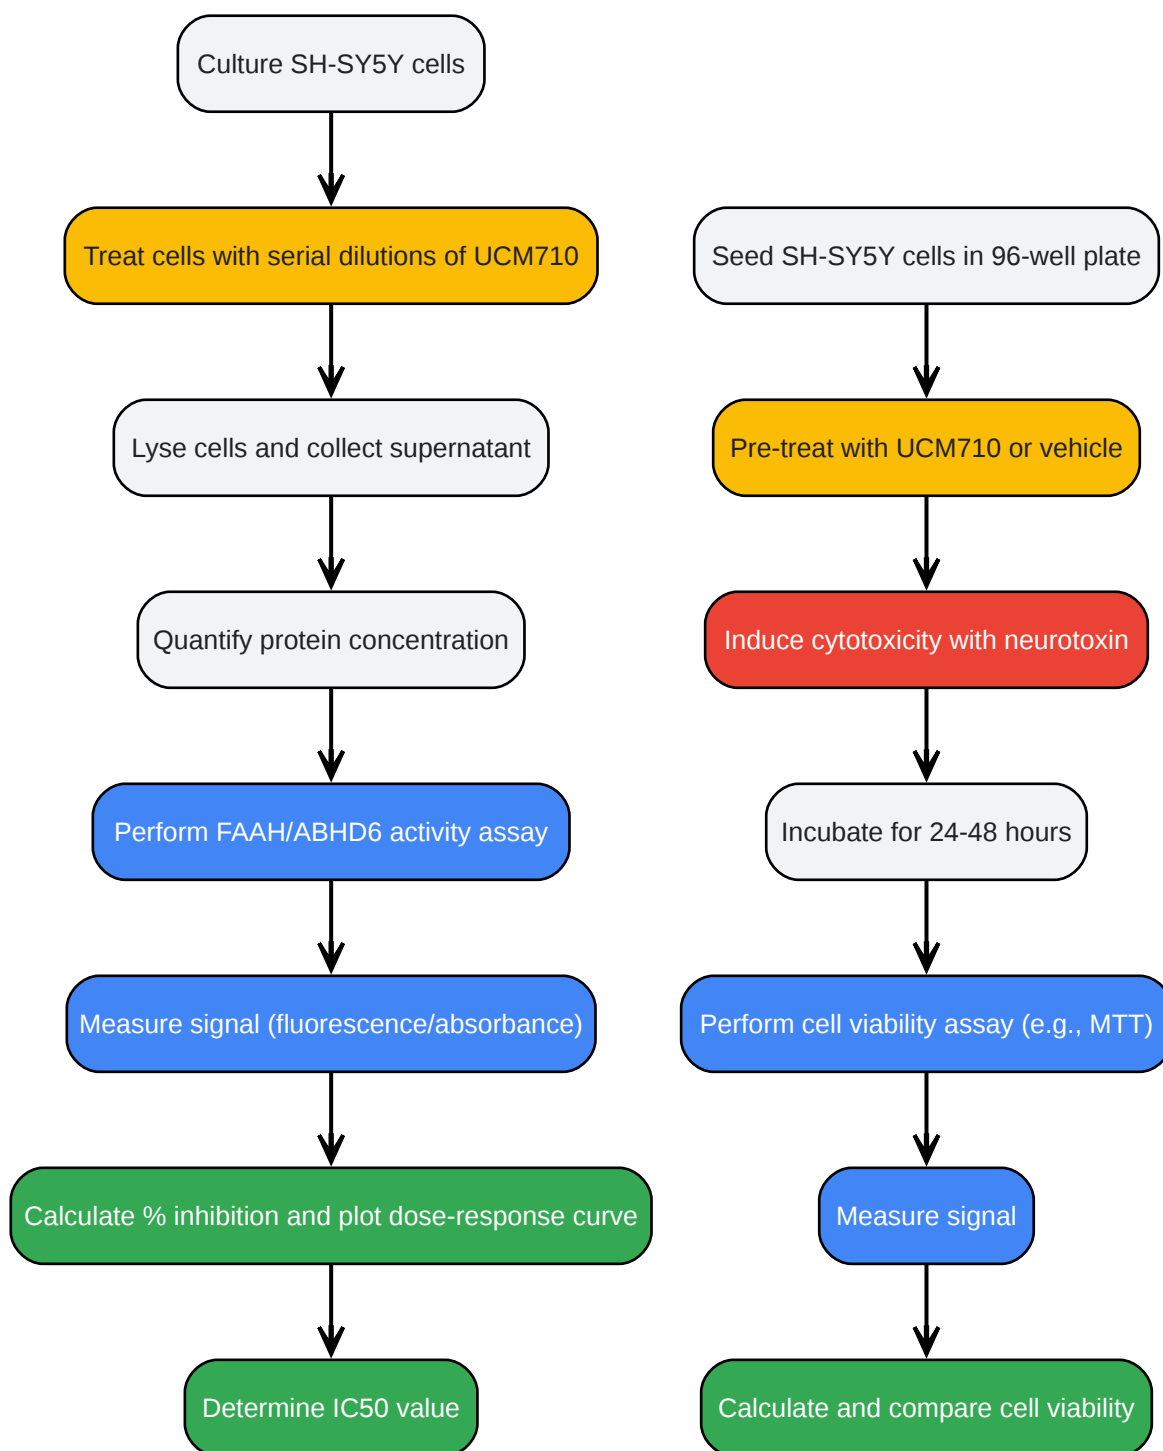 Culture SH-SY5Y cells
Treat cells with serial dilutions of UCM710
Lyse cells and collect supernatant
Quantify protein concentration
Perform FAAH/ABHD6 activity assay
Measure signal (fluorescence/absorbance)
Calculate % inhibition and plot dose-response curve
Determine IC50 value
Seed SH-SY5Y cells in 96-well plate
Pre-treat with UCM710 or vehicle
Induce cytotoxicity with neurotoxin
Incubate for 24-48 hours
Perform cell viability assay (e.g., MTT)
Measure signal
Calculate and compare cell viability